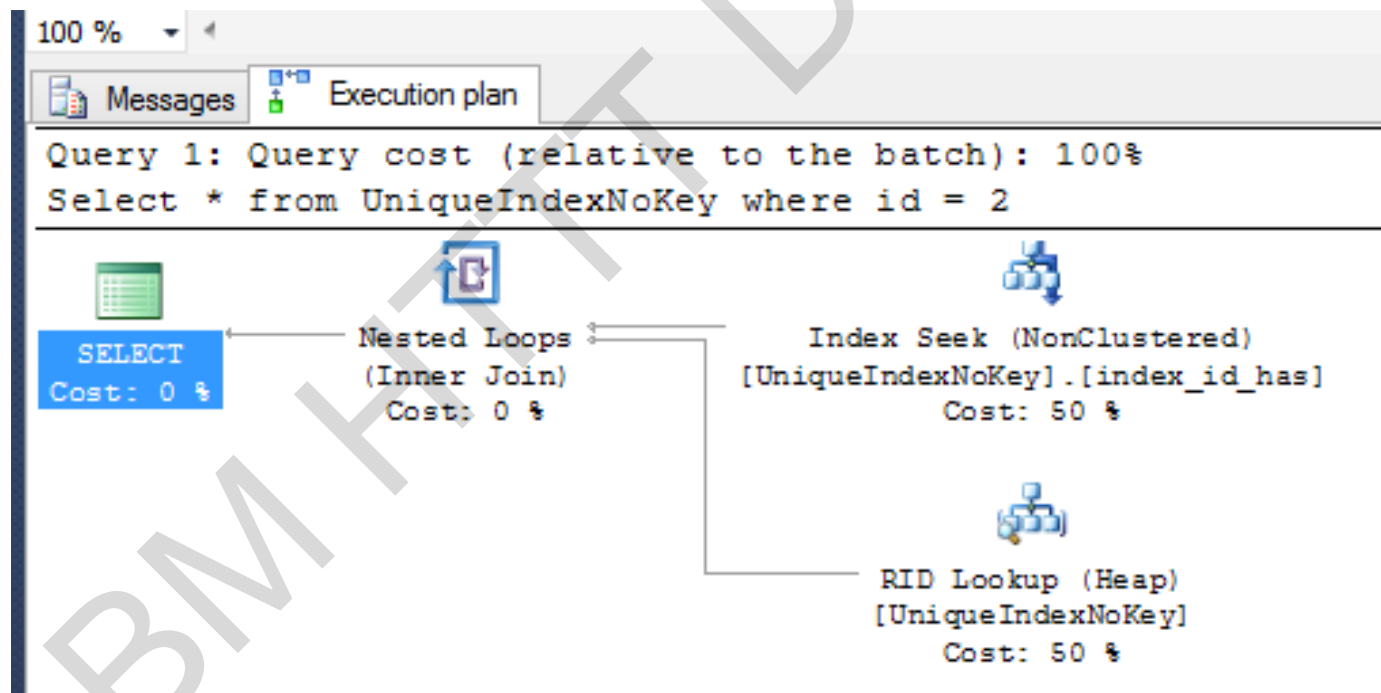 100 %
Messages
Execution plan
Query 1: Query cost (relative to the batch): 100%
Select * from UniqueIndexNoKey where id = 2
SELECT
Cost: 0 %
Nested Loops
(Inner Join)
Cost: 0 %
Index Seek (NonClustered)
[UniqueIndexNoKey].[index_id_has]
Cost: 50 %
RID Lookup (Heap)
[UniqueIndexNoKey]
Cost: 50 %
BM HTTT D